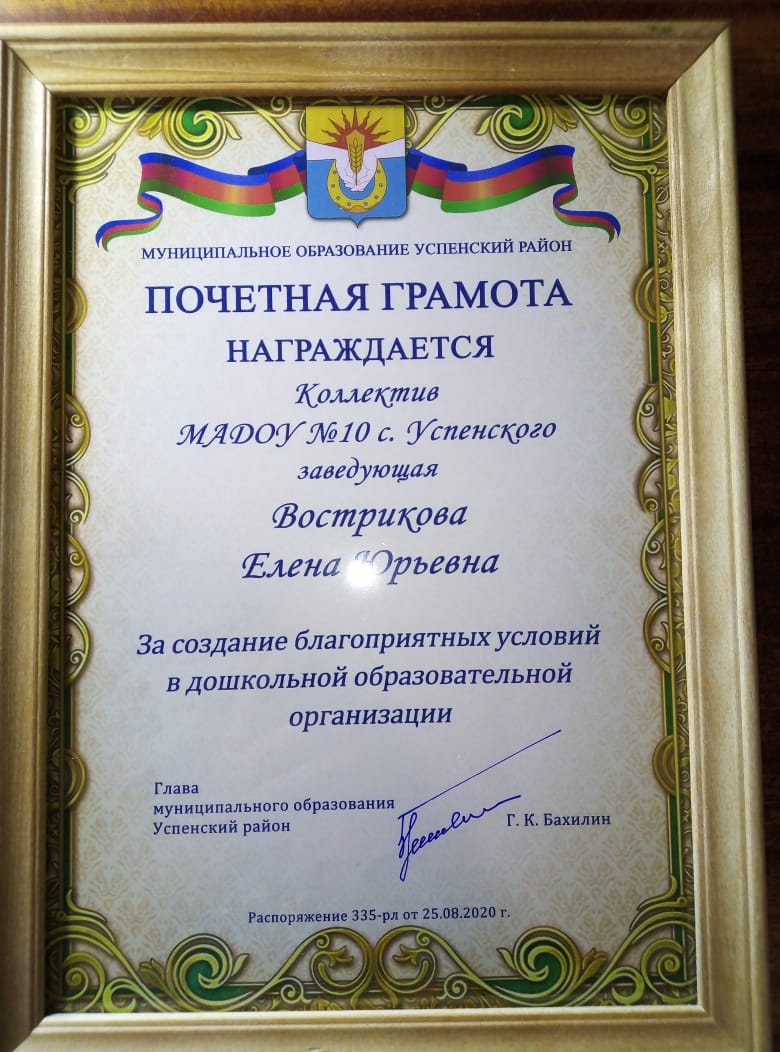 МУНИЦИПАЛЬНОЕ ОБРАЗОВАНИЕ УСПЕНСКИЙ РАЙОН
ПОЧЕТНАЯ ГРАМОТА
НАГРАЖДАЕТСЯ
Коллектив
МАДОУ №10 с. Успенского
заведующая
Вострикова
Елена Юрьевна
За создание благоприятных условий
в дошкольной образовательной
организации
Глава
муниципального образования
Успенский район
Г. К. Бахилин
Распоряжение 335-рл от 25.08.2020 г.